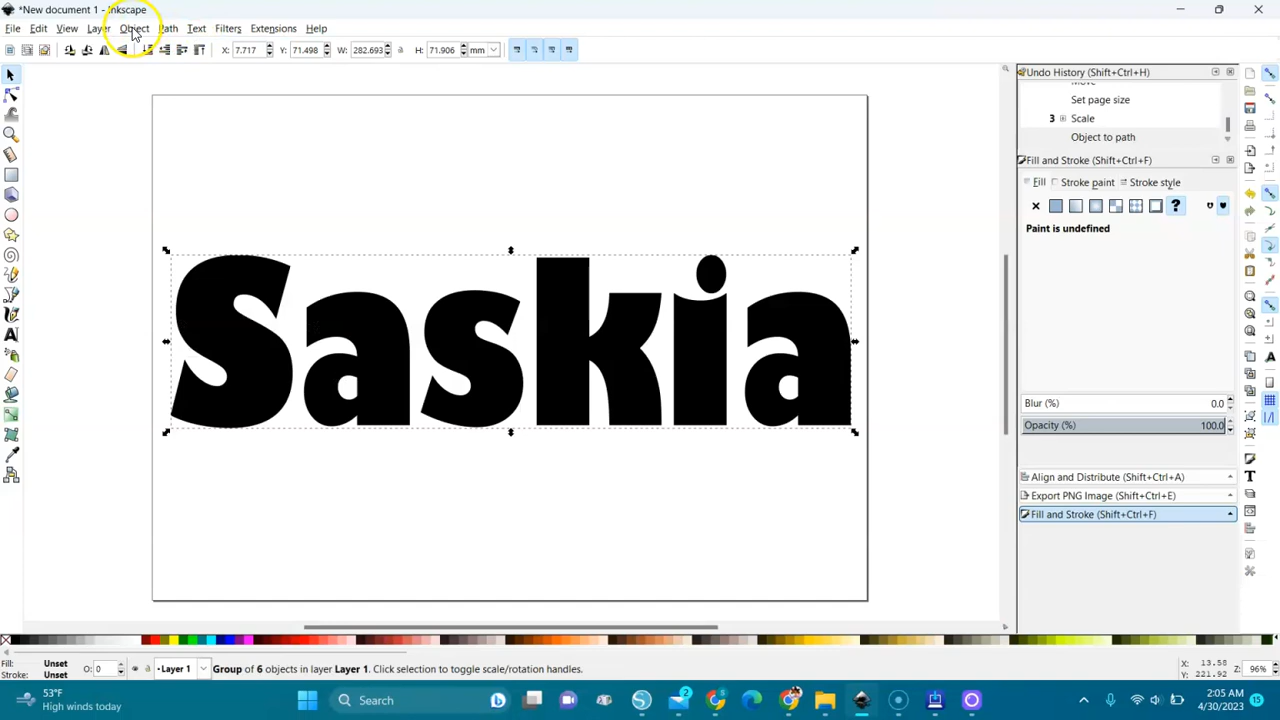 *New document 1 - Inkscape
File Edit View Layer Object Path Text Filters Extensions Help
X: 7.717 Y: 71.498 W: 282.693 H: 71.906 mm
Undo History (Shift+Ctrl+H)
Move
Set page size
3 Scale
Object to path
Fill and Stroke (Shift+Ctrl+F)
Fill Stroke paint Stroke style
?
Paint is undefined
Saskia
Blur (%) 0.0
Opacity (%) 100.0
Align and Distribute (Shift+Ctrl+A)
Export PNG Image (Shift+Ctrl+E)
Fill and Stroke (Shift+Ctrl+F)
Fill: Unset
Stroke: Unset
O: 0
Layer 1
Group of 6 objects in layer Layer 1. Click selection to toggle scale/rotation handles.
X: 13.58
Y: 221.92
Z: 96%
53°F
High winds today
Search
2:05 AM
4/30/2023